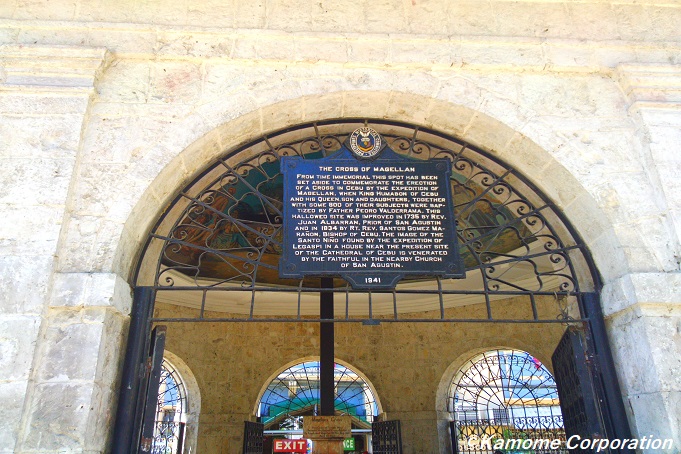 THE CROSS OF MAGELLAN
FROM TIME IMMEMORIAL THIS SPOT HAS BEEN
SET ASIDE TO COMMEMORATE THE ERECTION
OF A CROSS IN CEBU BY THE EXPEDITION OF
MAGELLAN, WHEN KING HUMABON OF CEBU
AND HIS QUEEN, SON AND DAUGHTERS, TOGETHER
WITH SOME 800 OF THEIR SUBJECTS WERE BAP-
TIZED BY FATHER PEDRO VALDERRAMA. THIS
HALLOWED SITE WAS IMPROVED IN 1735 BY REV.
JUAN ALBARRAN, PRIOR OF SAN AGUSTIN
AND IN 1834 BY RT. REV. SANTOS GOMEZ MA-
RAÑON, BISHOP OF CEBU. THE IMAGE OF THE
SANTO NIÑO FOUND BY THE EXPEDITION OF
LEGASPI IN A HOUSE NEAR THE PRESENT SITE
OF THE CATHEDRAL OF CEBU IS VENERATED
BY THE FAITHFUL IN THE NEARBY CHURCH
OF SAN AGUSTIN.
1941
EXIT
©Kamome Corporation